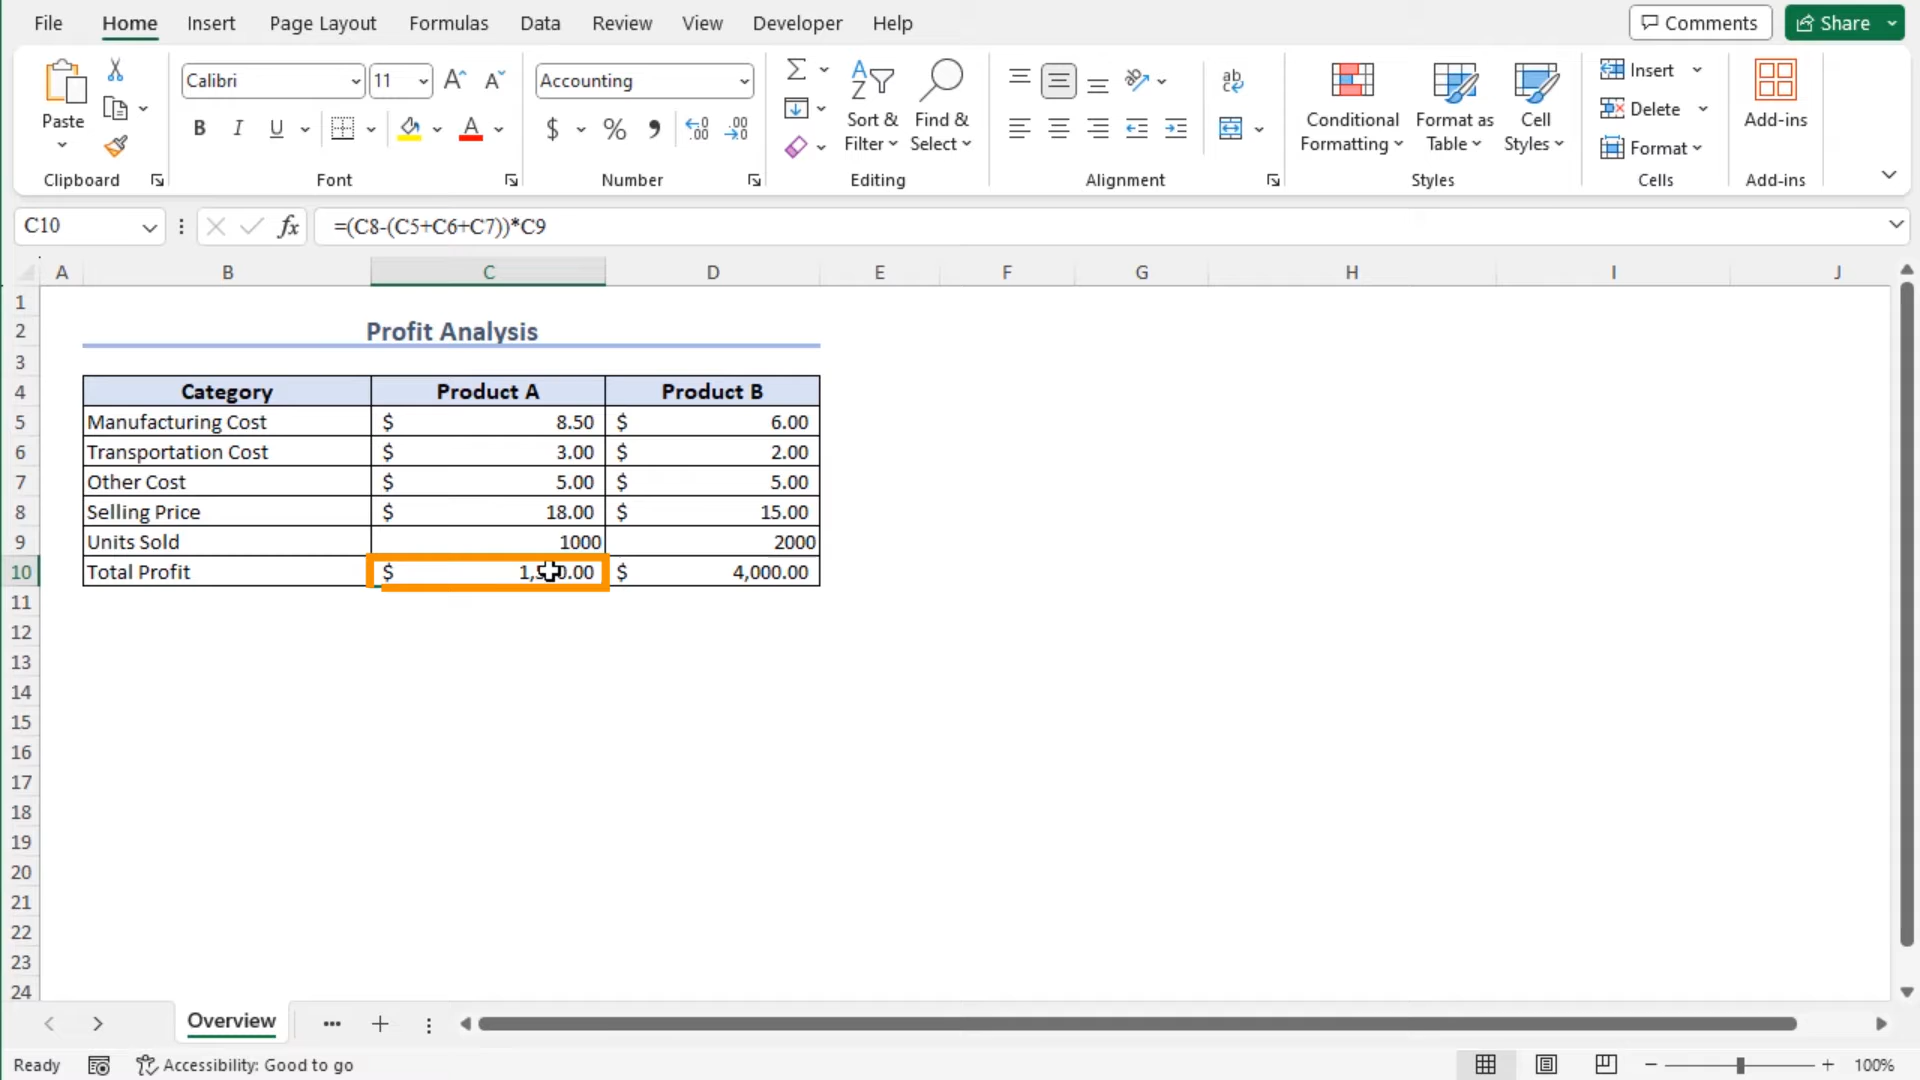 File Home Insert Page Layout Formulas Data Review View Developer Help Comments Share
Calibri 11 Accounting
Paste
Sort & Filter Find & Select
Conditional Formatting Format as Table Cell Styles
Insert
Delete
Format
Add-ins
Clipboard Font Number Editing Alignment Styles Cells Add-ins
C10 fx =(C8-(C5+C6+C7))*C9
A B C D E F G H I J
1
2 Profit Analysis
3
4 Category Product A Product B
5 Manufacturing Cost $ 8.50 $ 6.00
6 Transportation Cost $ 3.00 $ 2.00
7 Other Cost $ 5.00 $ 5.00
8 Selling Price $ 18.00 $ 15.00
9 Units Sold 1000 2000
10 Total Profit $ $ 4,000.00
11
12
13
14
15
16
17
18
19
20
21
22
23
24
Overview
Ready Accessibility: Good to go 100%